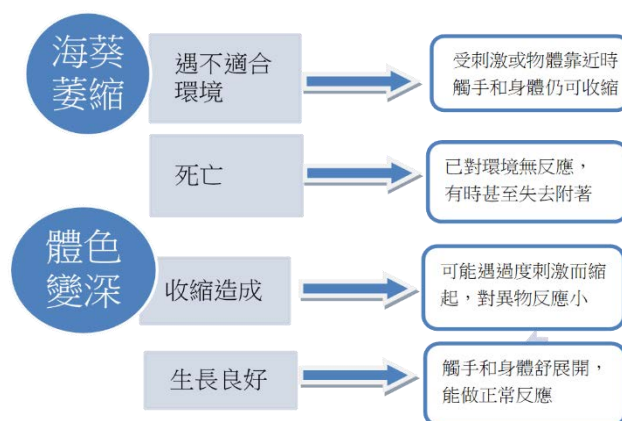 海葵
萎縮
遇不適合
環境
受刺激或物體靠近時
觸手和身體仍可收縮
死亡
已對環境無反應，
有時甚至失去附著
體色
變深
收縮造成
可能遇過度刺激而縮
起，對異物反應小
生長良好
觸手和身體舒展開，
能做正常反應